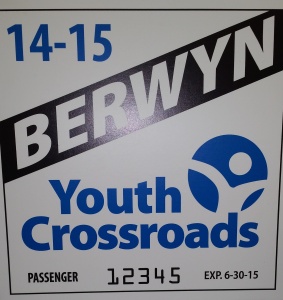 14-15
BERWYN
Youth
Crossroads
PASSENGER 12345 EXP. 6-30-15